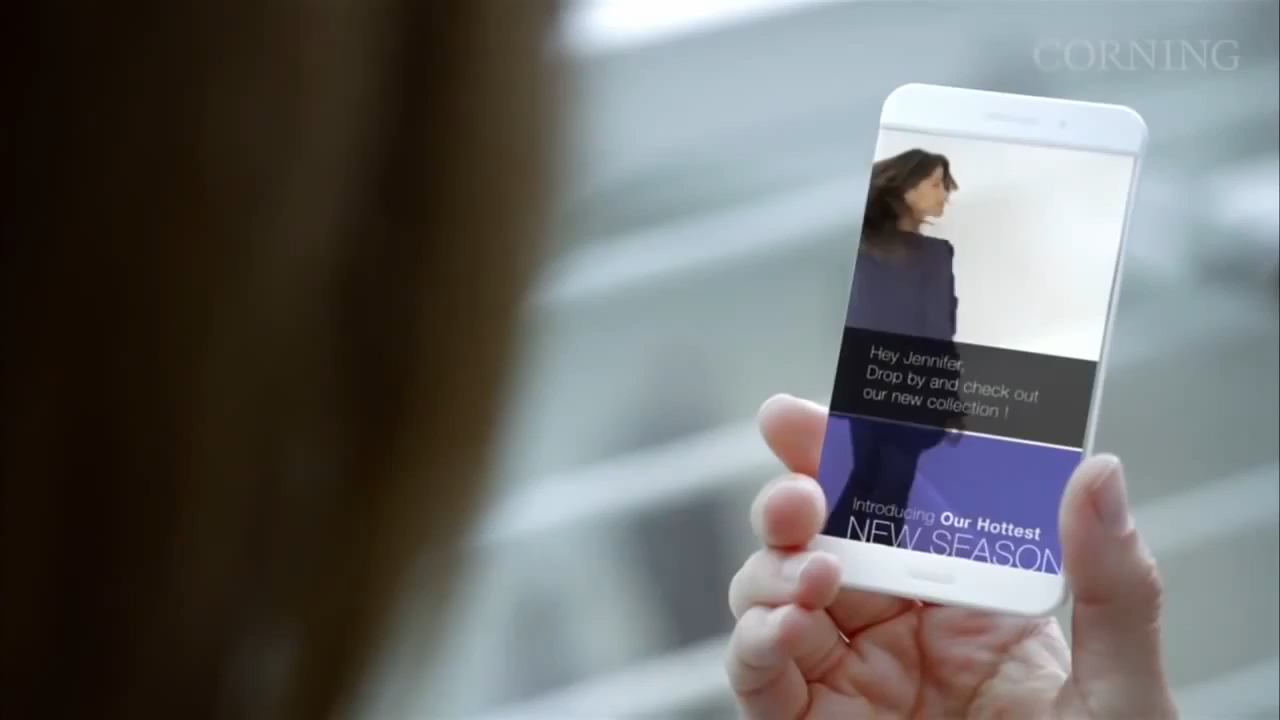 CORNING
Hey Jennifer,
Drop by and check out
our new collection !
Introducing Our Hottest
NEW SEASON